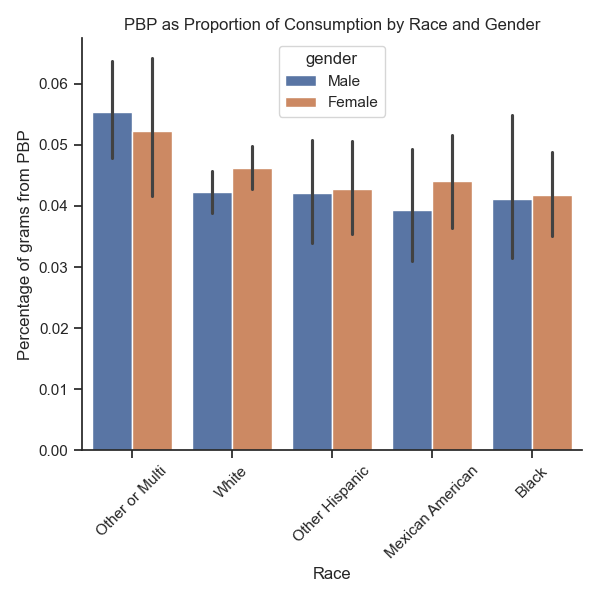 PBP as Proportion of Consumption by Race and Gender
gender
Male
Female
Percentage of grams from PBP
0.06
0.05
0.04
0.03
0.02
0.01
0.00
Other or Multi
White
Other Hispanic
Mexican American
Black
Race